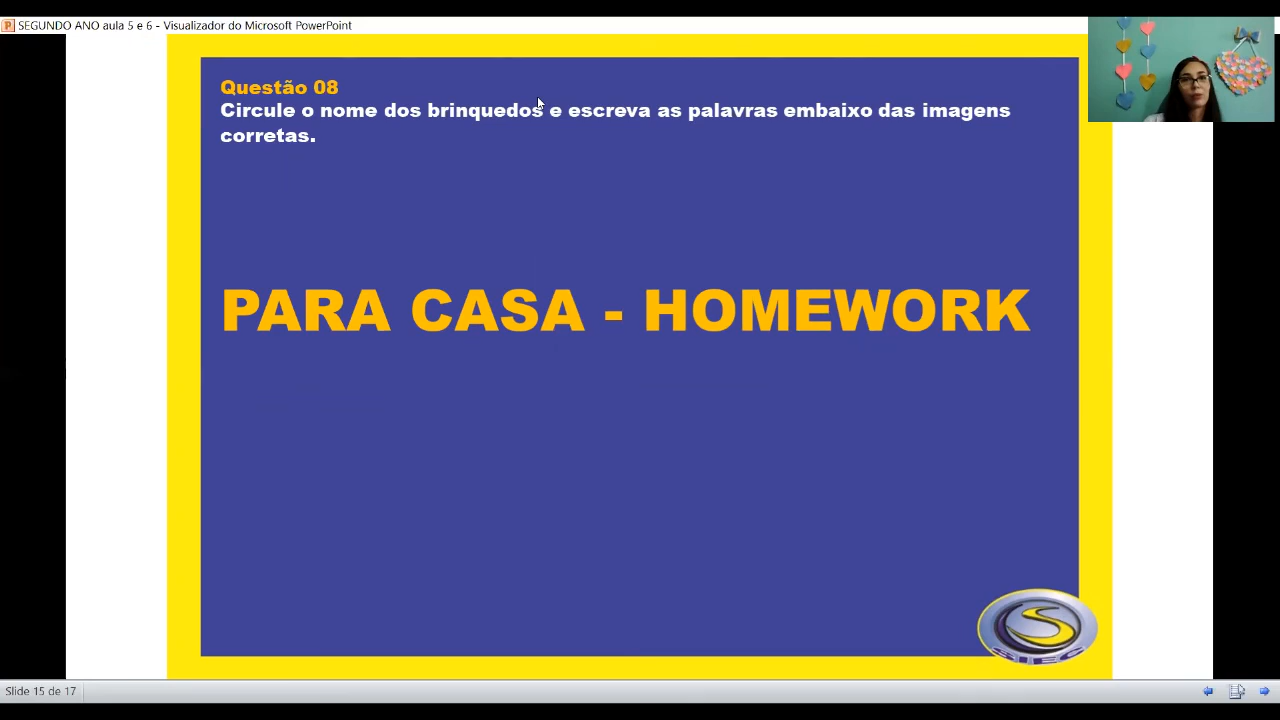 SEGUNDO ANO aula 5 e 6 - Visualizador do Microsoft PowerPoint
Questão 08
Circule o nome dos brinquedos e escreva as palavras embaixo das imagens
corretas.
PARA CASA - HOMEWORK
S
Slide 15 de 17